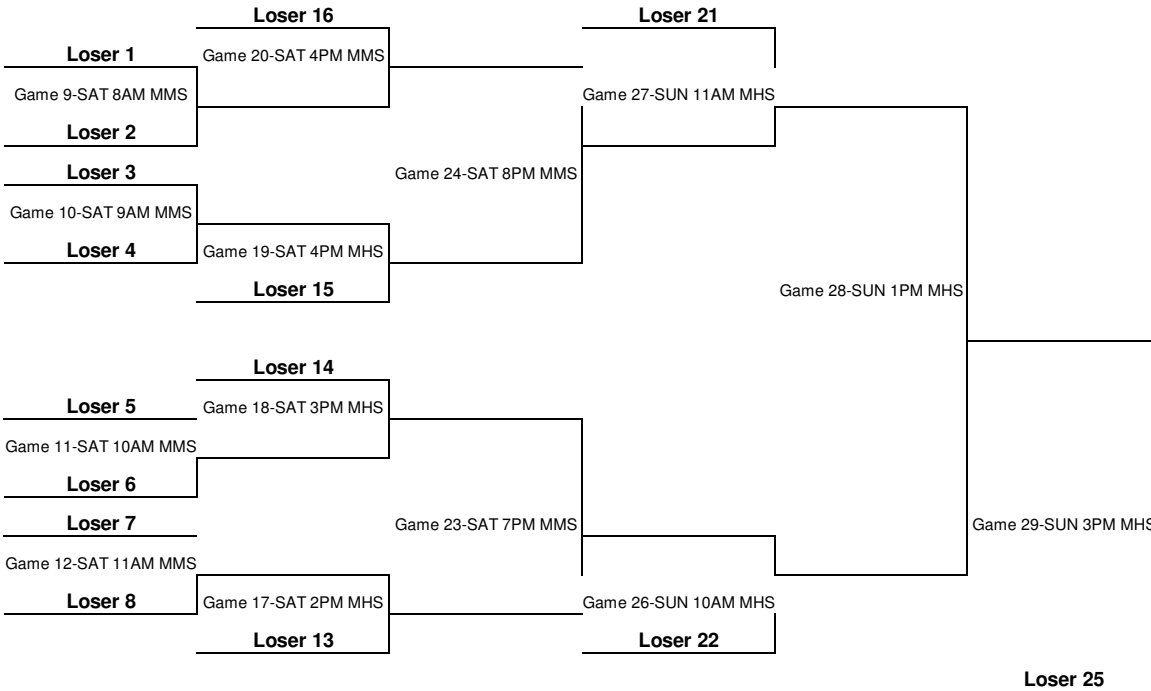 Loser 16
Loser 21
Loser 1
Game 20-SAT 4PM MMS
Game 9-SAT 8AM MMS
Game 27-SUN 11AM MHS
Loser 2
Loser 3
Game 24-SAT 8PM MMS
Game 10-SAT 9AM MMS
Loser 4
Game 19-SAT 4PM MHS
Loser 15
Game 28-SUN 1PM MHS
Loser 14
Loser 5
Game 18-SAT 3PM MHS
Game 11-SAT 10AM MMS
Loser 6
Loser 7
Game 23-SAT 7PM MMS
Game 29-SUN 3PM MHS
Game 12-SAT 11AM MMS
Loser 8
Game 17-SAT 2PM MHS
Game 26-SUN 10AM MHS
Loser 13
Loser 22
Loser 25